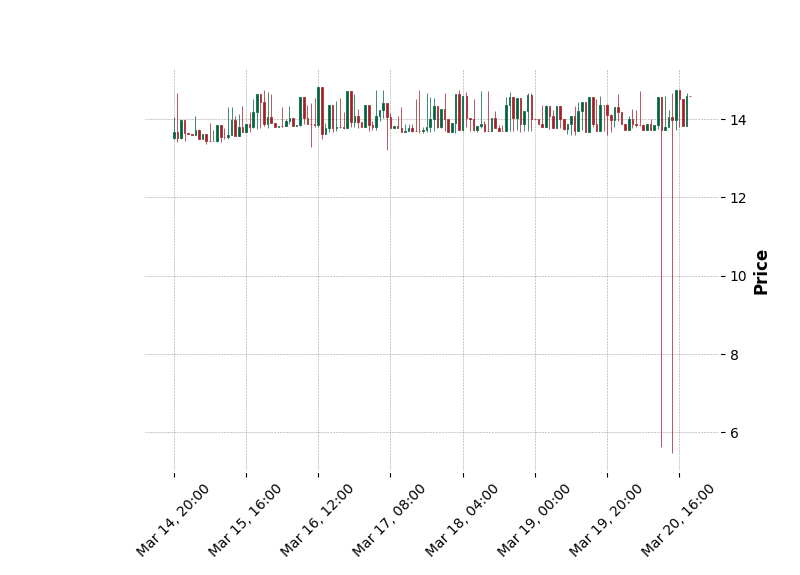 14
12
10
8
6
Price
Mar 14, 20:00
Mar 15, 16:00
Mar 16, 12:00
Mar 17, 08:00
Mar 18, 04:00
Mar 19, 00:00
Mar 19, 20:00
Mar 20, 16:00